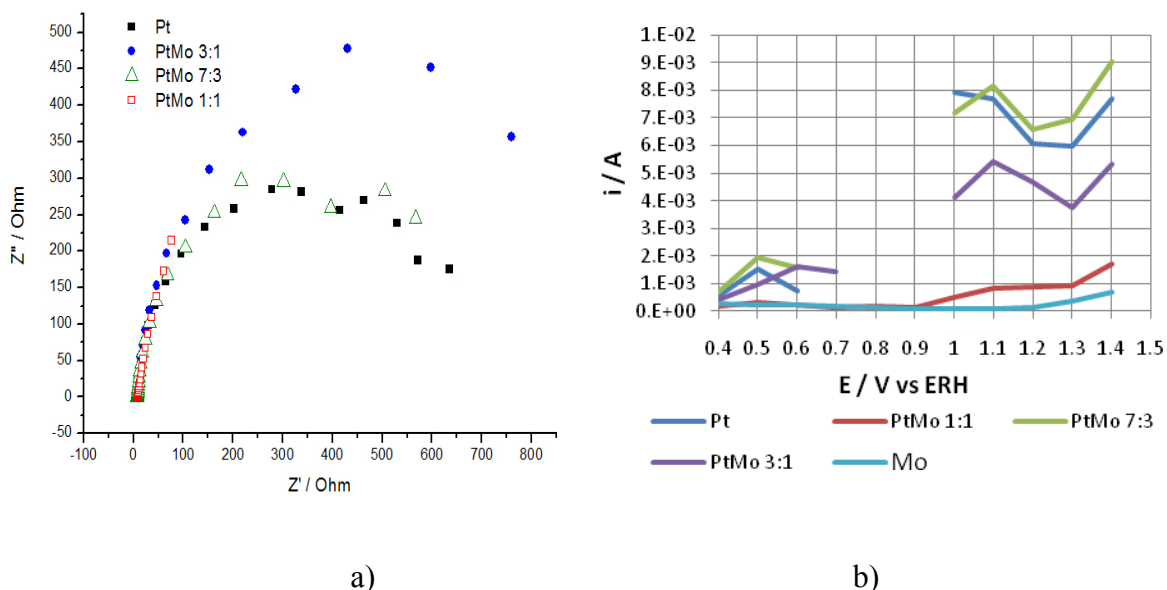 500
450
400
350
300
250
200
150
100
50
0
-50
Z'' / Ohm
Pt
PtMo 3:1
PtMo 7:3
PtMo 1:1
-100 0 100 200 300 400 500 600 700 800
Z' / Ohm
a)
1.E-02
9.E-03
8.E-03
7.E-03
6.E-03
5.E-03
4.E-03
3.E-03
2.E-03
1.E-03
0.E+00
i / A
0.4 0.5 0.6 0.7 0.8 0.9 1 1.1 1.2 1.3 1.4 1.5
E / V vs ERH
Pt PtMo 1:1 PtMo 7:3
PtMo 3:1 Mo
b)